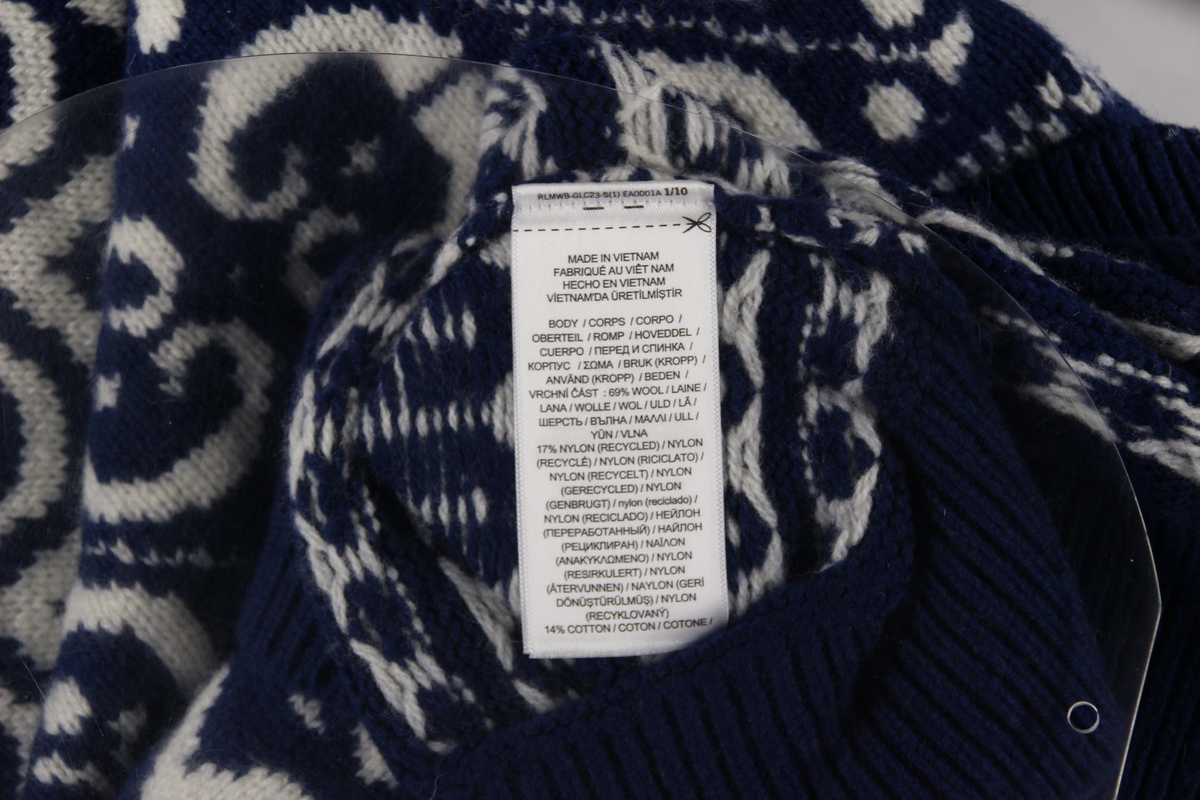 RLMWB-GLC23-S(1) EA0001A 1/10
MADE IN VIETNAM
FABRIQUÉ AU VIÊT NAM
HECHO EN VIETNAM
VİETNAM'DA ÜRETİLMİŞTİR
BODY / CORPS / CORPO /
OBERTEIL / ROMP / HOVEDDEL /
CUERPO / ПЕРЕД И СПИНКА /
КОРПУС / ΣΩΜΑ / BRUK (KROPP) /
ANVÄND (KROPP) / BEDEN /
VRCHNÍ ČÁST : 69% WOOL / LAINE /
LANA / WOLLE / WOL / ULD / LÃ /
ШЕРСТЬ / ВЪЛНА / ΜΑΛΛΙ / ULL /
YÜN / VLNA
17% NYLON (RECYCLED) / NYLON
(RECYCLÉ) / NYLON (RICICLATO) /
NYLON (RECYCELT) / NYLON
(GERECYCLED) / NYLON
(GENBRUGT) / nylon (reciclado) /
NYLON (RECICLADO) / НЕЙЛОН
(ПЕРЕРАБОТАННЫЙ) / НАЙЛОН
(РЕЦИКЛИРАН) / ΝΑΪΛΟΝ
(ΑΝΑΚΥΚΛΩΜΕΝΟ) / NYLON
(RESIRKULERT) / NYLON
(ÅTERVUNNEN) / NAYLON (GERİ
DÖNÜŞTÜRÜLMÜŞ) / NYLON
(RECYKLOVANÝ)
14% COTTON / COTON / COTONE /